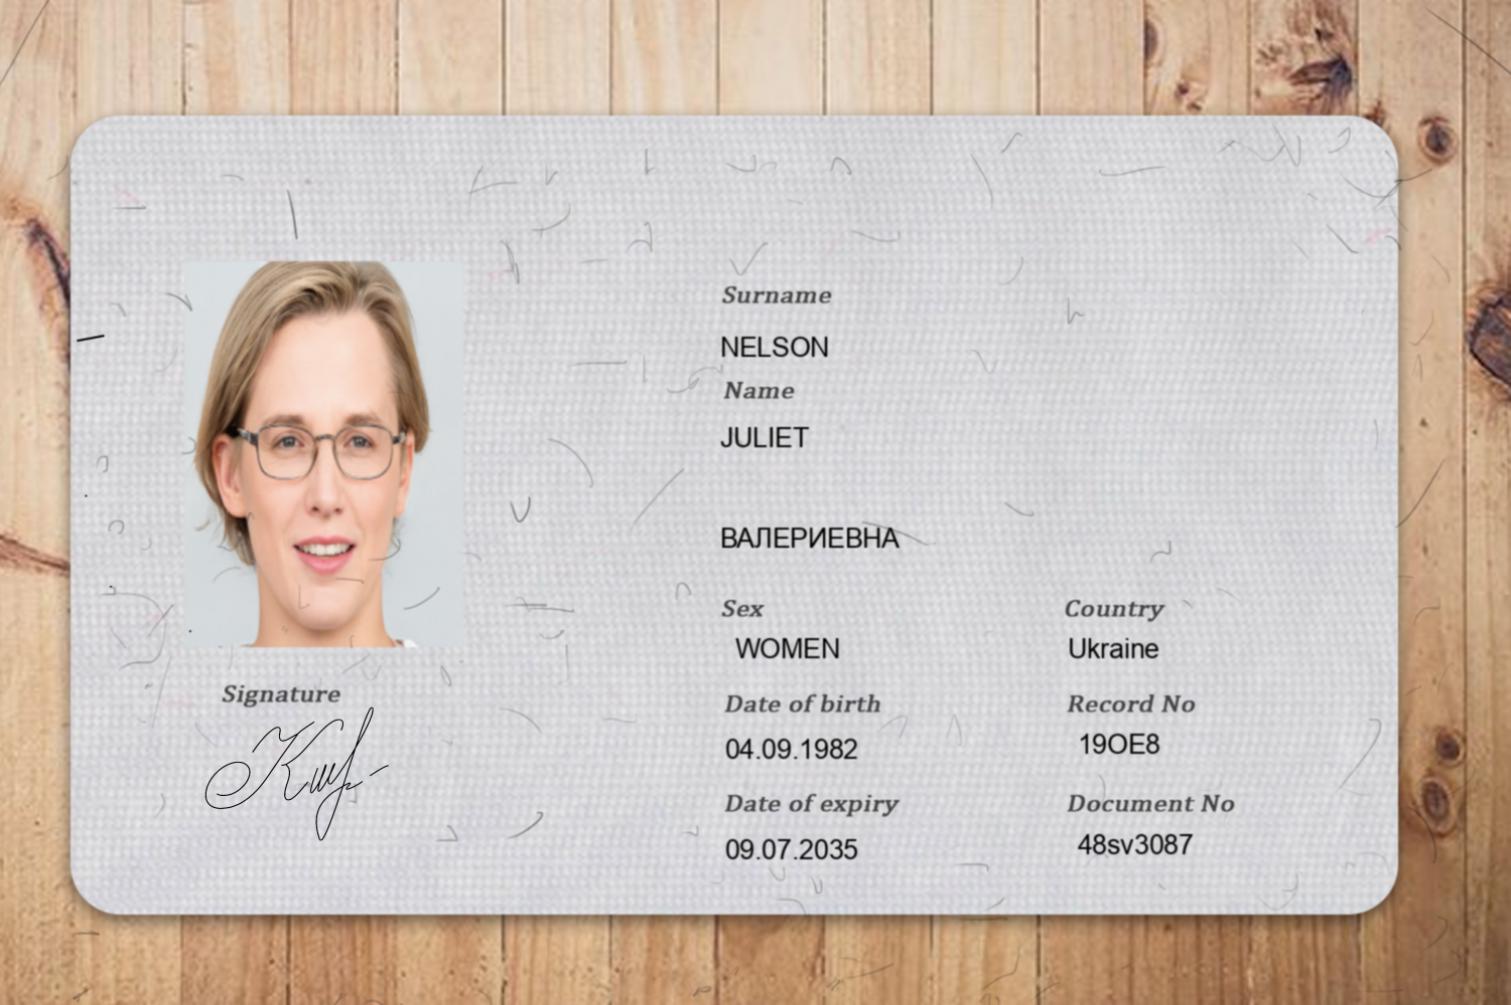 Surname
NELSON
Name
JULIET
ВАЛЕРИЕВНА
Sex
WOMEN
Country
Ukraine
Date of birth
04.09.1982
Record No
19OE8
Date of expiry
09.07.2035
Document No
48sv3087
Signature